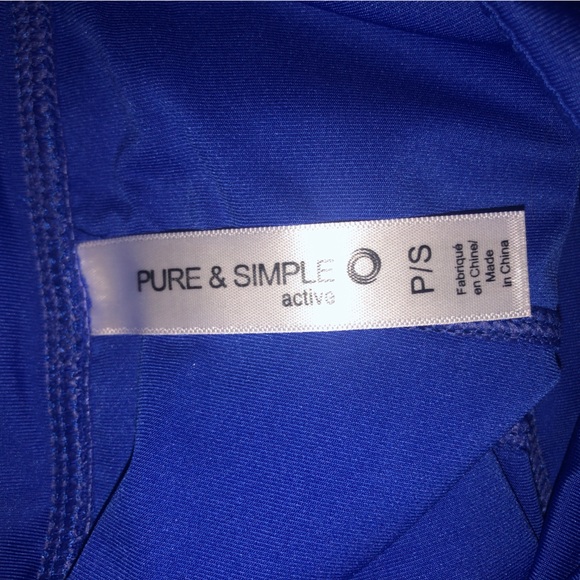 PURE & SIMPLE
active
P/S
Fabriqué
en Chine/
Made
in China